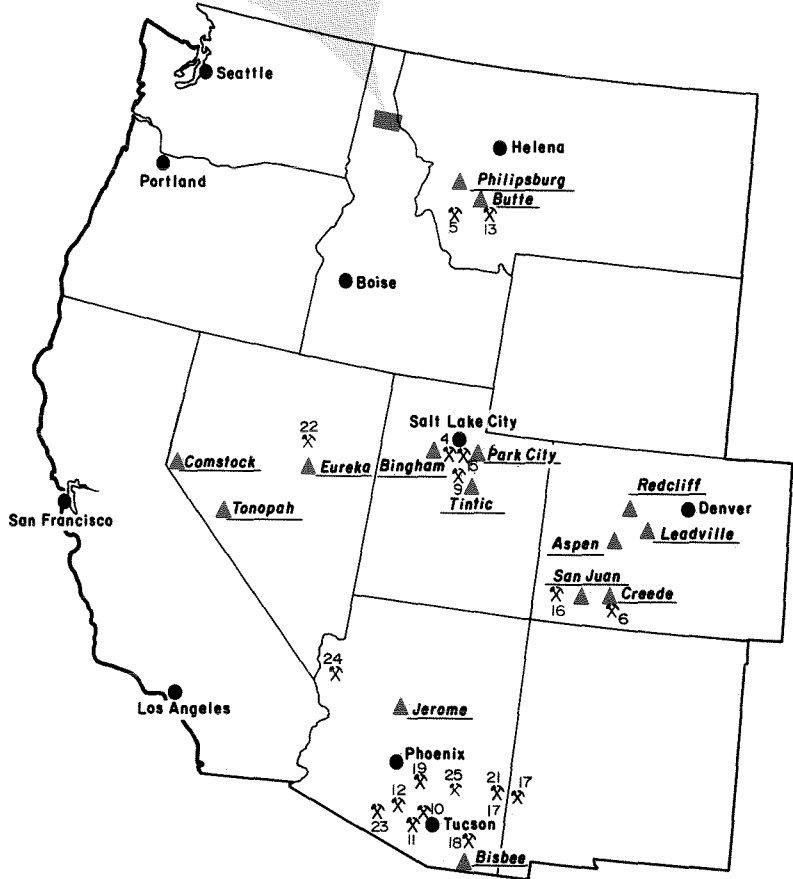 Seattle
Helena
Portland
Philipsburg
Butte
5
13
Boise
Salt Lake City
22
4
Comstock
Eureka
Bingham
Park City
9
Tintic
Redcliff
Tonopah
San Francisco
Denver
Leadville
Aspen
San Juan
Creede
16
6
24
Los Angeles
Jerome
Phoenix
19
25
21
17
12
10
17
23
11
Tucson
18
Bisbee